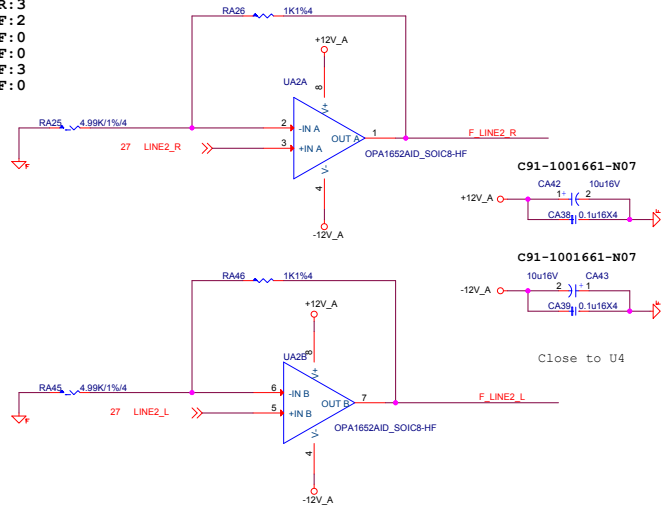 R:3
F:2
F:0
F:0
F:3
F:0
RA26 1K1%4
+12V_A
8
UA2A
V+
RA25 4.99K/1%/4
2 -IN A
OUT A 1 F_LINE2_R
27 LINE2_R 3 +IN A
OPA1652AID_SOIC8-HF
V-
4
-12V_A
C91-1001661-N07
CA42 10u16V
+12V_A 1+ 2
CA38 0.1u16X4
F
F
C91-1001661-N07
10u16V CA43
-12V_A 2 +1
CA39 0.1u16X4
F
Close to U4
RA46 1K1%4
+12V_A
8
UA2B
V+
RA45 4.99K/1%/4
6 -IN B
OUT B 7 F_LINE2_L
27 LINE2_L 5 +IN B
OPA1652AID_SOIC8-HF
V-
4
-12V_A
F